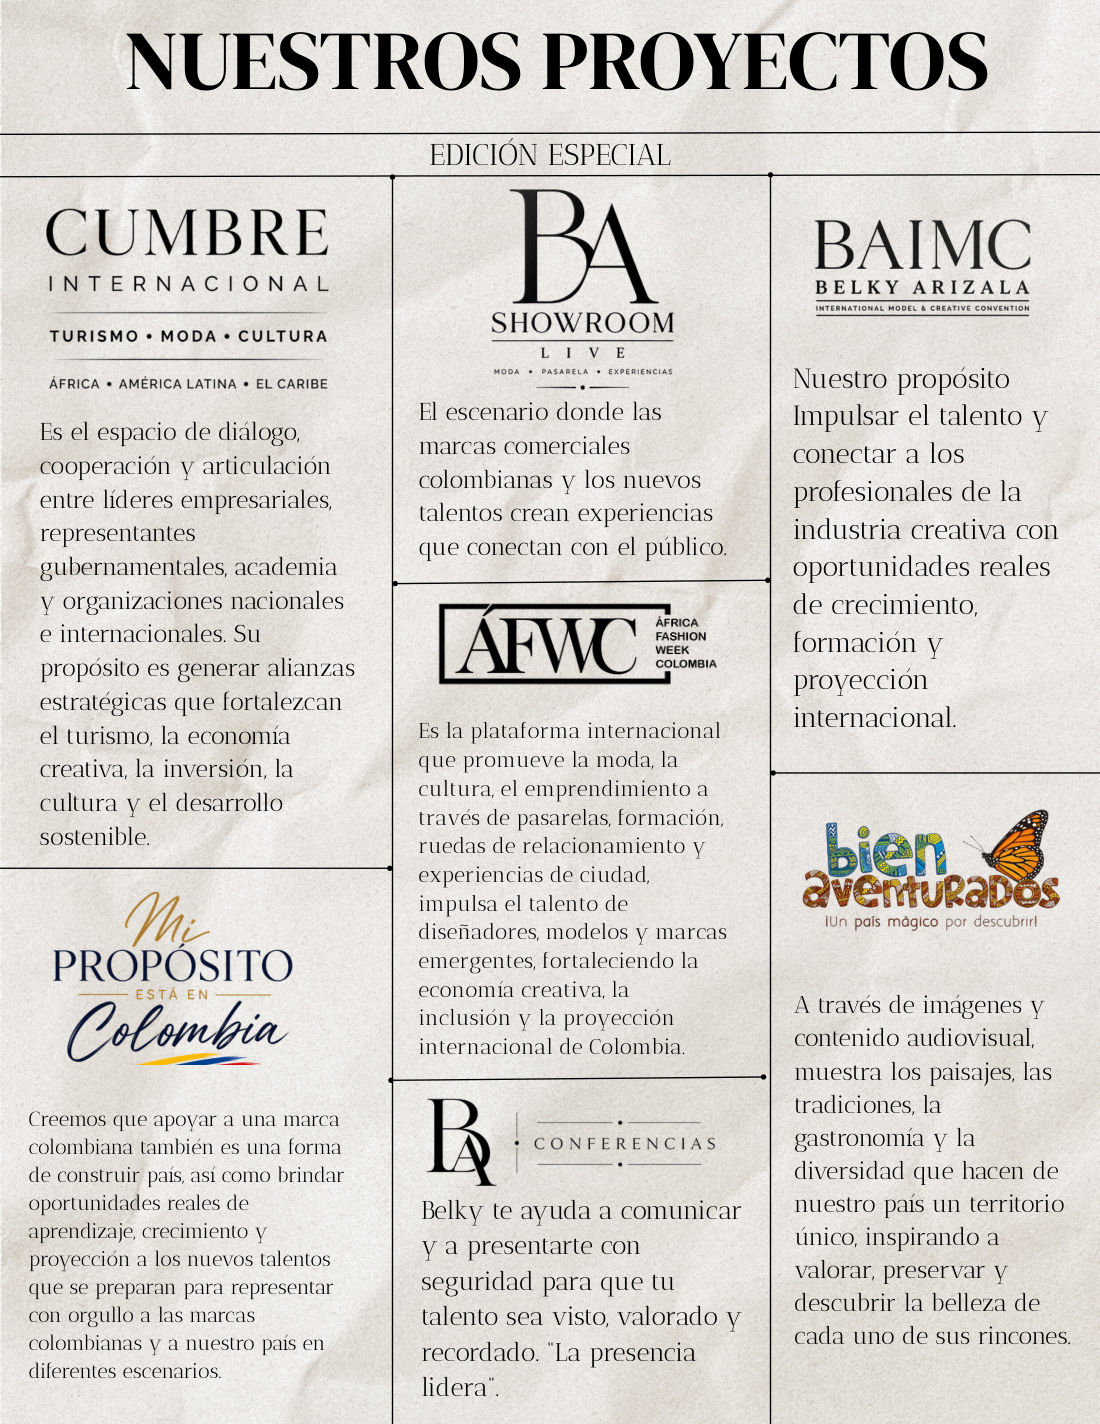 NUESTROS PROYECTOS
EDICIÓN ESPECIAL
CUMBRE
INTERNACIONAL
TURISMO • MODA • CULTURA
ÁFRICA • AMÉRICA LATINA • EL CARIBE
Es el espacio de diálogo,
cooperación y articulación
entre líderes empresariales,
representantes
gubernamentales, academia
y organizaciones nacionales
e internacionales. Su
propósito es generar alianzas
estratégicas que fortalezcan
el turismo, la economía
creativa, la inversión, la
cultura y el desarrollo
sostenible.
Mi
PROPÓSITO
ESTÁ EN
Colombia
Creemos que apoyar a una marca
colombiana también es una forma
de construir país, así como brindar
oportunidades reales de
aprendizaje, crecimiento y
proyección a los nuevos talentos
que se preparan para representar
con orgullo a las marcas
colombianas y a nuestro país en
diferentes escenarios.
BA
SHOWROOM
LIVE
MODA • PASARELA • EXPERIENCIAS
El escenario donde las
marcas comerciales
colombianas y los nuevos
talentos crean experiencias
que conectan con el público.
ÁFWC
ÁFRICA
FASHION
WEEK
COLOMBIA
Es la plataforma internacional
que promueve la moda, la
cultura, el emprendimiento a
través de pasarelas, formación,
ruedas de relacionamiento y
experiencias de ciudad,
impulsa el talento de
diseñadores, modelos y marcas
emergentes, fortaleciendo la
economía creativa, la
inclusión y la proyección
internacional de Colombia.
BA
CONFERENCIAS
Belky te ayuda a comunicar
y a presentarte con
seguridad para que tu
talento sea visto, valorado y
recordado. "La presencia
lidera".
BAIMC
BELKY ARIZALA
INTERNATIONAL MODEL & CREATIVE CONVENTION
Nuestro propósito
Impulsar el talento y
conectar a los
profesionales de la
industria creativa con
oportunidades reales
de crecimiento,
formación y
proyección
internacional.
bien
aventurados
¡Un país mágico por descubrir!
A través de imágenes y
contenido audiovisual,
muestra los paisajes, las
tradiciones, la
gastronomía y la
diversidad que hacen de
nuestro país un territorio
único, inspirando a
valorar, preservar y
descubrir la belleza de
cada uno de sus rincones.